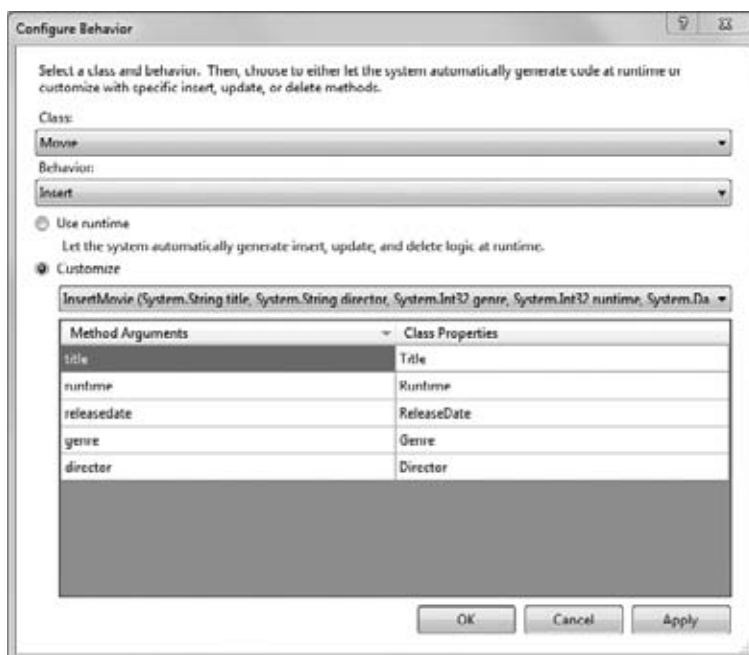 Configure Behavior
Select a class and behavior. Then, choose to either let the system automatically generate code at runtime or
customize with specific insert, update, or delete methods.
Class:
Movie
Behavior:
Insert
Use runtime
Let the system automatically generate insert, update, and delete logic at runtime.
Customize
InsertMovie (System.String title, System.String director, System.Int32 genre, System.Int32 runtime, System.Da
Method Arguments Class Properties
title Title
runtime Runtime
releasedate ReleaseDate
genre Genre
director Director
OK Cancel Apply